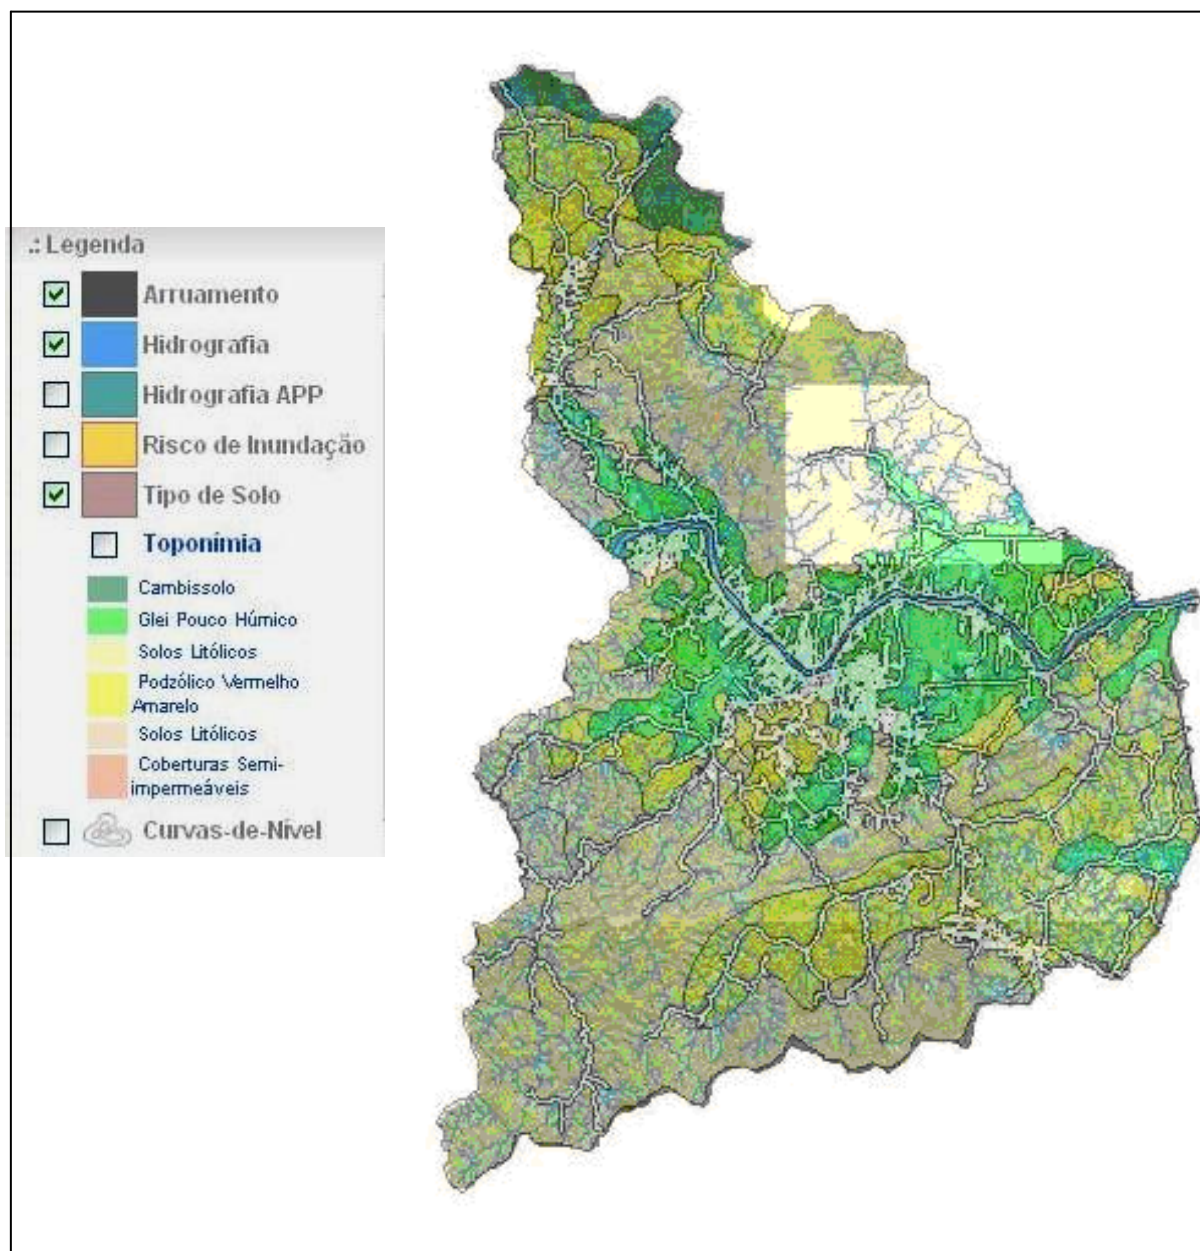 .: Legenda
Arruamento
Hidrografia
Hidrografia APP
Risco de Inundação
Tipo de Solo
Toponímia
Cambissolo
Glei Pouco Húmico
Solos Litólicos
Podzólico Vermelho
Amarelo
Solos Litólicos
Coberturas Semi-
impermeáveis
Curvas-de-Nível